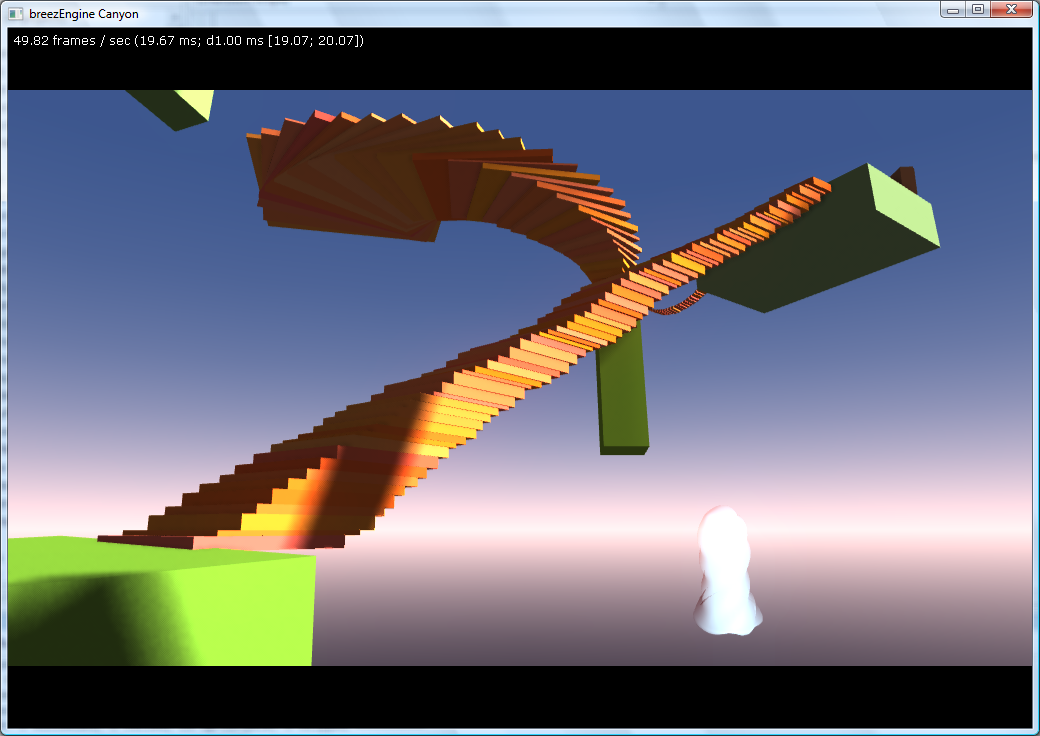 breezEngine Canyon
49.82 frames / sec (19.67 ms; d1.00 ms [19.07; 20.07])